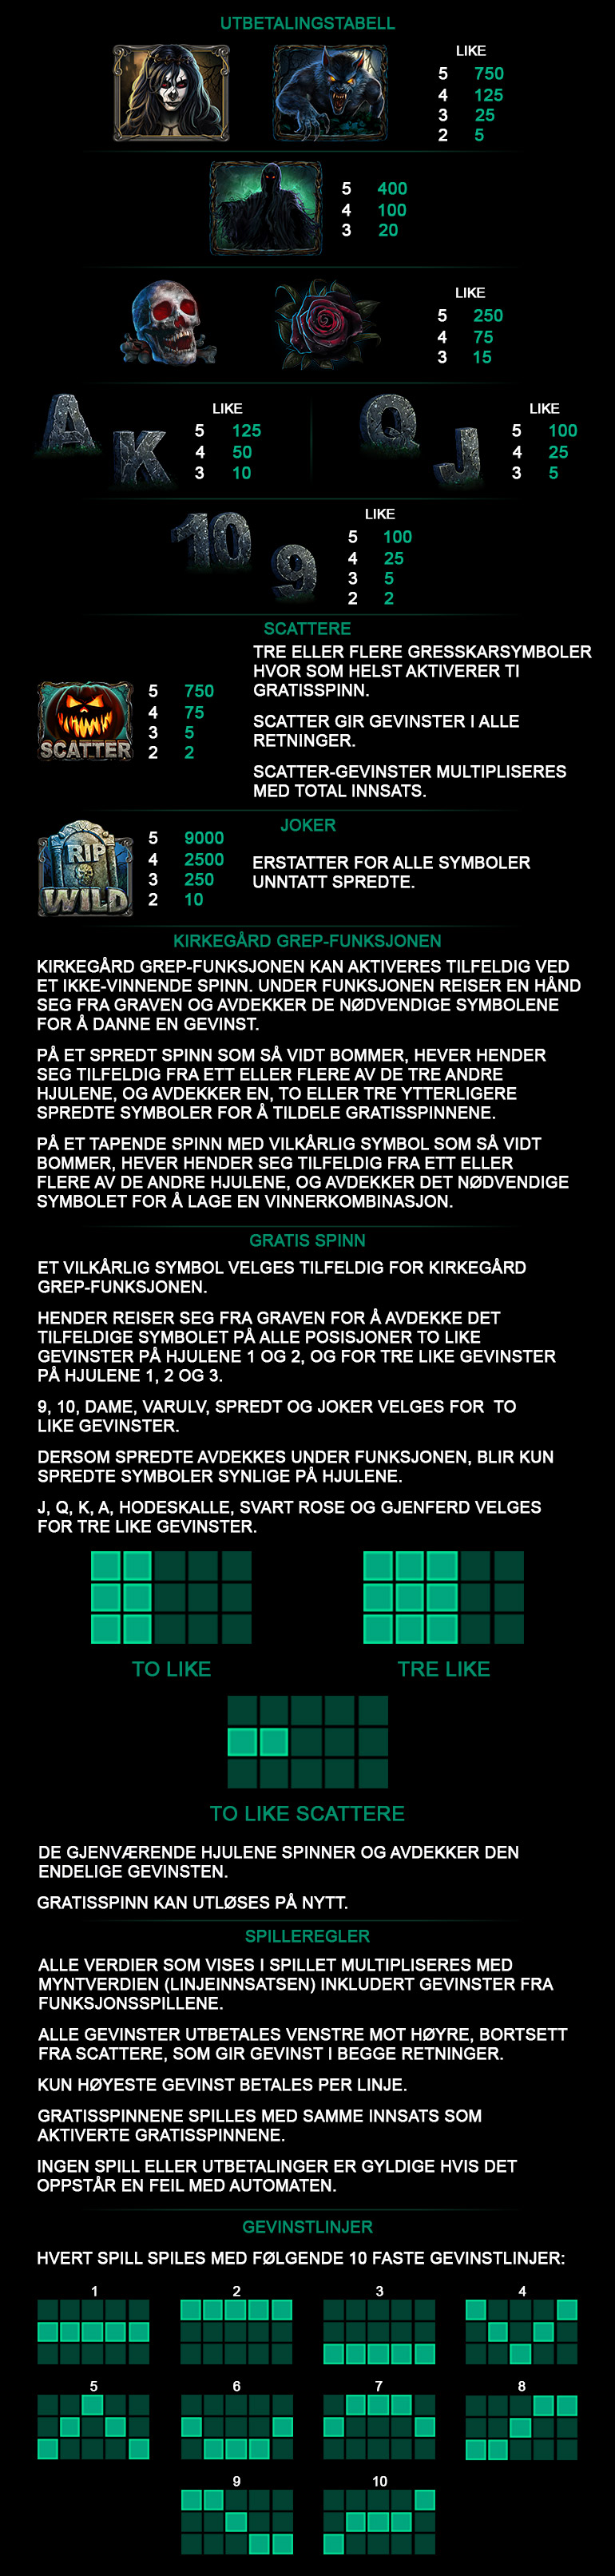 UTBETALINGSTABELL
LIKE
5 750
4 125
3 25
2 5
5 400
4 100
3 20
LIKE
5 250
4 75
3 15
A K
LIKE
5 125
4 50
3 10
Q J
LIKE
5 100
4 25
3 5
10 9
LIKE
5 100
4 25
3 5
2 2
SCATTERE
SCATTER
5 750
4 75
3 5
2 2
TRE ELLER FLERE GRESSKARSYMBOLER
HVOR SOM HELST AKTIVERER TI
GRATISSPINN.
SCATTER GIR GEVINSTER I ALLE
RETNINGER.
SCATTER-GEVINSTER MULTIPLISERES
MED TOTAL INNSATS.
JOKER
RIP
WILD
5 9000
4 2500
3 250
2 10
ERSTATTER FOR ALLE SYMBOLER
UNNTATT SPREDTE.
KIRKEGÅRD GREP-FUNKSJONEN
KIRKEGÅRD GREP-FUNKSJONEN KAN AKTIVERES TILFELDIG VED
ET IKKE-VINNENDE SPINN. UNDER FUNKSJONEN REISER EN HÅND
SEG FRA GRAVEN OG AVDEKKER DE NØDVENDIGE SYMBOLENE
FOR Å DANNE EN GEVINST.
PÅ ET SPREDT SPINN SOM SÅ VIDT BOMMER, HEVER HENDER
SEG TILFELDIG FRA ETT ELLER FLERE AV DE TRE ANDRE
HJULENE, OG AVDEKKER EN, TO ELLER TRE YTTERLIGERE
SPREDTE SYMBOLER FOR Å TILDELE GRATISSPINNENE.
PÅ ET TAPENDE SPINN MED VILKÅRLIG SYMBOL SOM SÅ VIDT
BOMMER, HEVER HENDER SEG TILFELDIG FRA ETT ELLER
FLERE AV DE ANDRE HJULENE, OG AVDEKKER DET NØDVENDIGE
SYMBOLET FOR Å LAGE EN VINNERKOMBINASJON.
GRATIS SPINN
ET VILKÅRLIG SYMBOL VELGES TILFELDIG FOR KIRKEGÅRD
GREP-FUNKSJONEN.
HENDER REISER SEG FRA GRAVEN FOR Å AVDEKKE DET
TILFELDIGE SYMBOLET PÅ ALLE POSISJONER TO LIKE
GEVINSTER PÅ HJULENE 1 OG 2, OG FOR TRE LIKE GEVINSTER
PÅ HJULENE 1, 2 OG 3.
9, 10, DAME, VARULV, SPREDT OG JOKER VELGES FOR TO
LIKE GEVINSTER.
DERSOM SPREDTE AVDEKKES UNDER FUNKSJONEN, BLIR KUN
SPREDTE SYMBOLER SYNLIGE PÅ HJULENE.
J, Q, K, A, HODESKALLE, SVART ROSE OG GJENFERD VELGES
FOR TRE LIKE GEVINSTER.
TO LIKE
TRE LIKE
TO LIKE SCATTERE
DE GJENVÆRENDE HJULENE SPINNER OG AVDEKKER DEN
ENDELIGE GEVINSTEN.
GRATISSPINN KAN UTLØSES PÅ NYTT.
SPILLEREGLER
ALLE VERDIER SOM VISES I SPILLET MULTIPLISERES MED
MYNTVERDIEN (LINJEINNSATSEN) INKLUDERT GEVINSTER FRA
FUNKSJONSSPILLENE.
ALLE GEVINSTER UTBETALES VENSTRE MOT HØYRE, BORTSETT
FRA SCATTERE, SOM GIR GEVINST I BEGGE RETNINGER.
KUN HØYESTE GEVINST BETALES PER LINJE.
GRATISSPINNENE SPILLES MED SAMME INNSATS SOM
AKTIVERTE GRATISSPINNENE.
INGEN SPILL ELLER UTBETALINGER ER GYLDIGE HVIS DET
OPPSTÅR EN FEIL MED AUTOMATEN.
GEVINSTLINJER
HVERT SPILL SPILES MED FØLGENDE 10 FASTE GEVINSTLINJER:
1 2 3 4
5 6 7 8
9 10